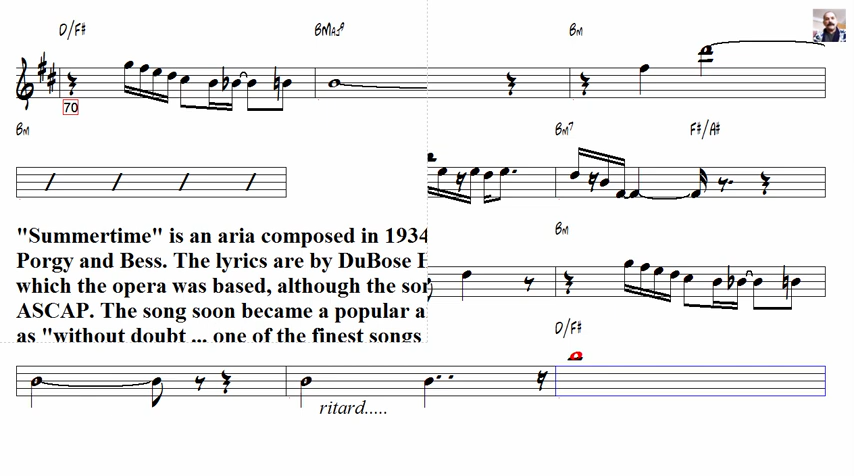 D/F# BMAJ9 BM
70
BM BM7 F#/A#
"Summertime" is an aria composed in 1934
Porgy and Bess. The lyrics are by DuBose
which the opera was based, although the
ASCAP. The song soon became a popular
as "without doubt ... one of the finest songs
BM
D/F#
ritard.....